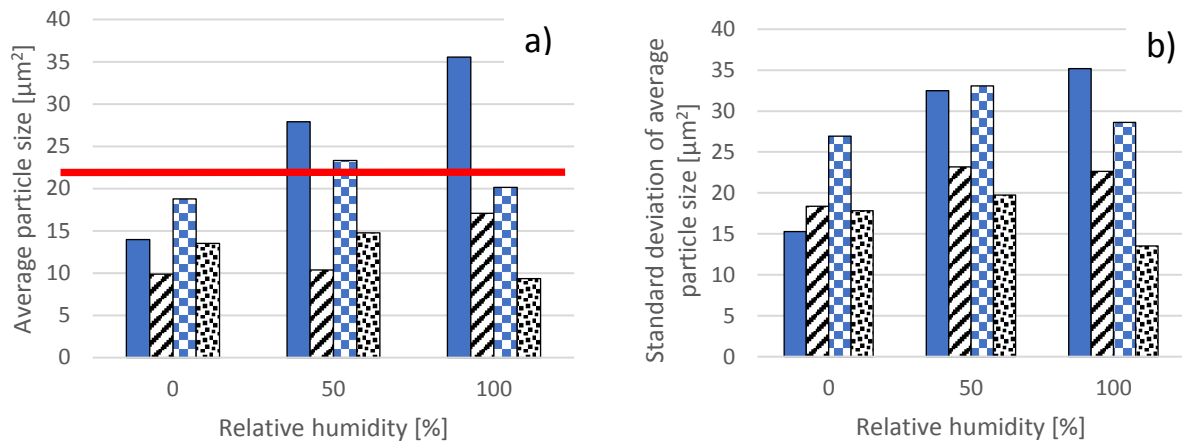 a)
Average particle size [µm²]
40
35
30
25
20
15
10
5
0
0 50 100
Relative humidity [%]
b)
Standard deviation of average
particle size [µm²]
40
35
30
25
20
15
10
5
0
0 50 100
Relative humidity [%]